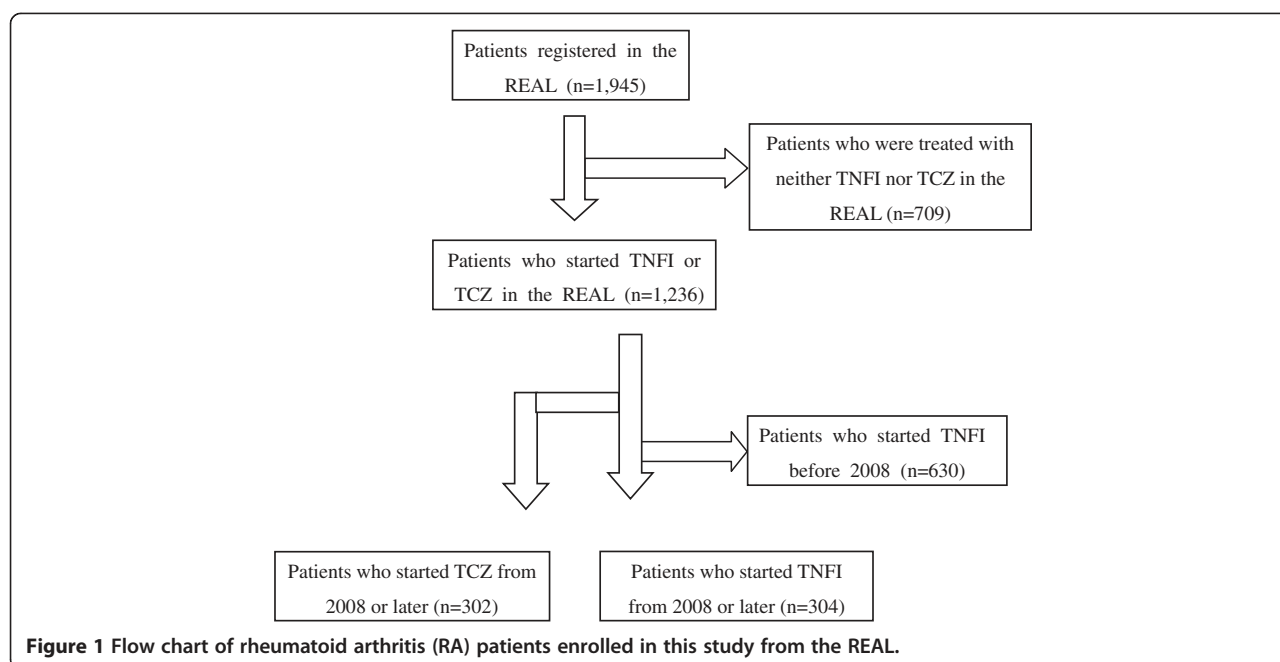 Patients registered in the
REAL (n=1,945)
Patients who were treated with
neither TNFI nor TCZ in the
REAL (n=709)
Patients who started TNFI or
TCZ in the REAL (n=1,236)
Patients who started TNFI
before 2008 (n=630)
Patients who started TCZ from
2008 or later (n=302)
Patients who started TNFI
from 2008 or later (n=304)
Figure 1 Flow chart of rheumatoid arthritis (RA) patients enrolled in this study from the REAL.